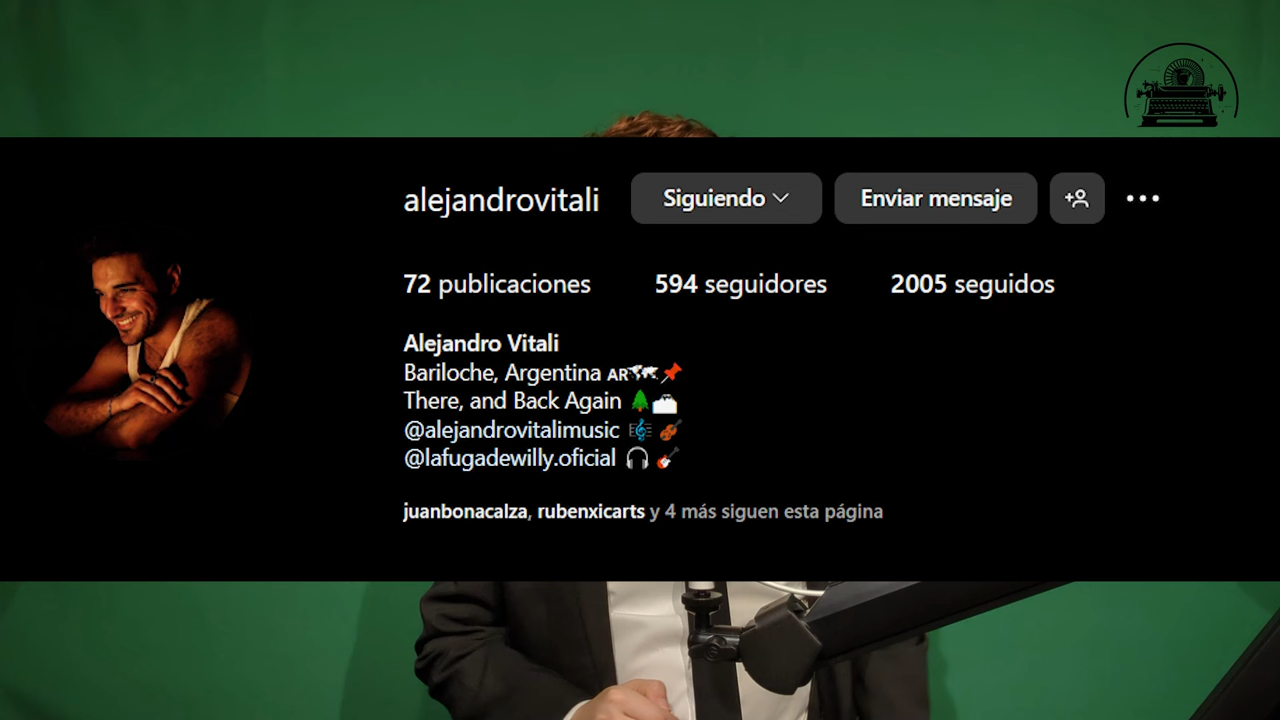 alejandrovitali Siguiendo Enviar mensaje
72 publicaciones 594 seguidores 2005 seguidos
Alejandro Vitali
Bariloche, Argentina AR
There, and Back Again
@alejandrovitalimusic
@lafugadewilly.oficial
juanbonacalza, rubenxicarts y 4 más siguen esta página